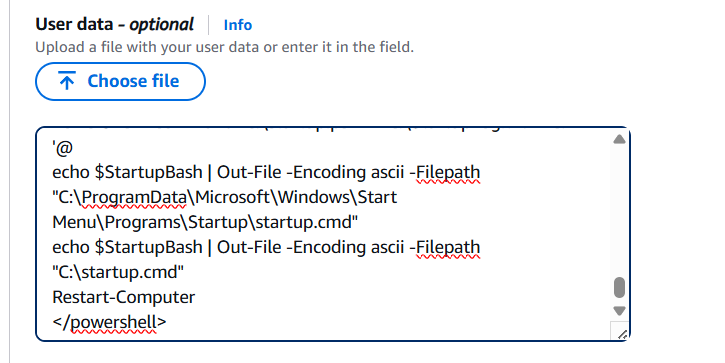 User data - optional Info
Upload a file with your user data or enter it in the field.
Choose file
'@
echo $StartupBash | Out-File -Encoding ascii -Filepath
"C:\ProgramData\Microsoft\Windows\Start
Menu\Programs\Startup\startup.cmd"
echo $StartupBash | Out-File -Encoding ascii -Filepath
"C:\startup.cmd"
Restart-Computer
</powershell>